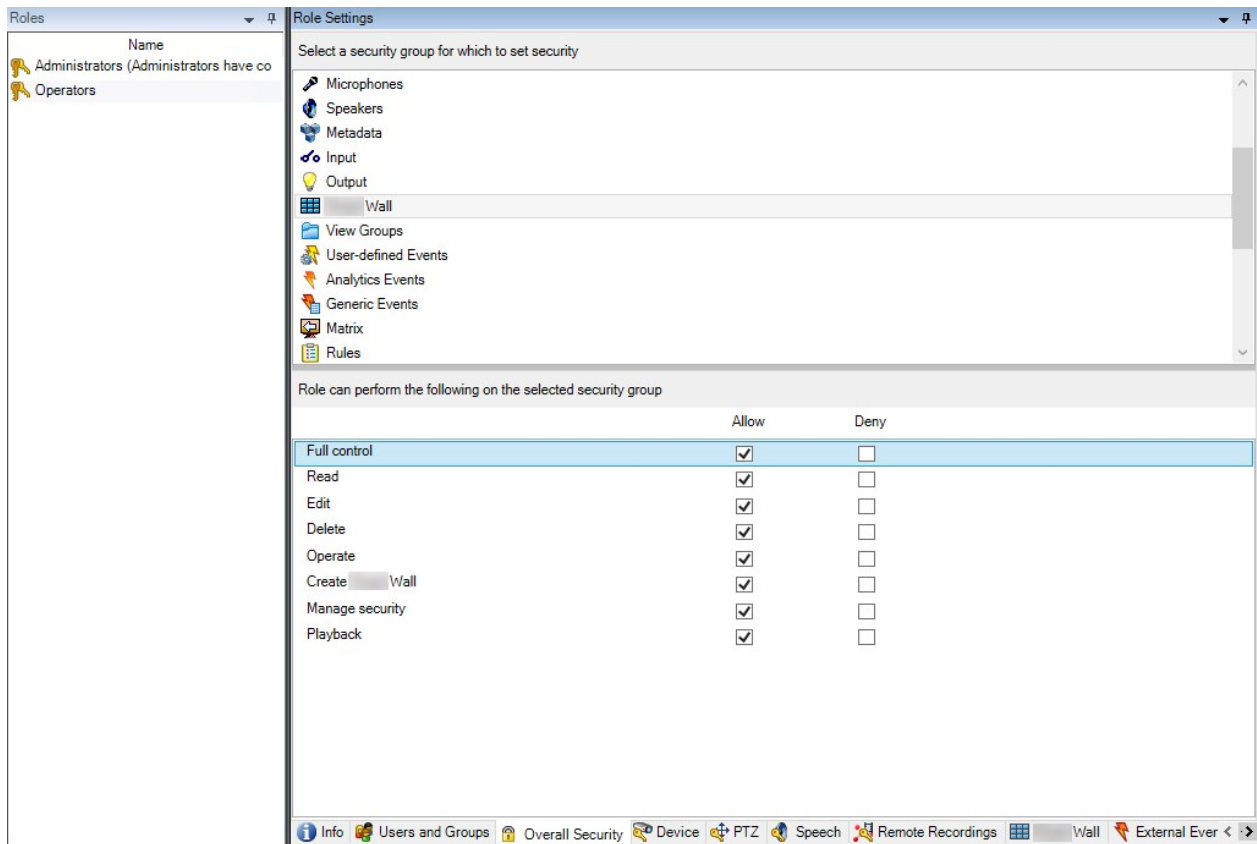 Roles
Name
Administrators (Administrators have co
Operators
Role Settings
Select a security group for which to set security
Microphones
Speakers
Metadata
Input
Output
Wall
View Groups
User-defined Events
Analytics Events
Generic Events
Matrix
Rules
Role can perform the following on the selected security group
Allow Deny
Full control
Read
Edit
Delete
Operate
Create Wall
Manage security
Playback
Info Users and Groups Overall Security Device PTZ Speech Remote Recordings Wall External Ever